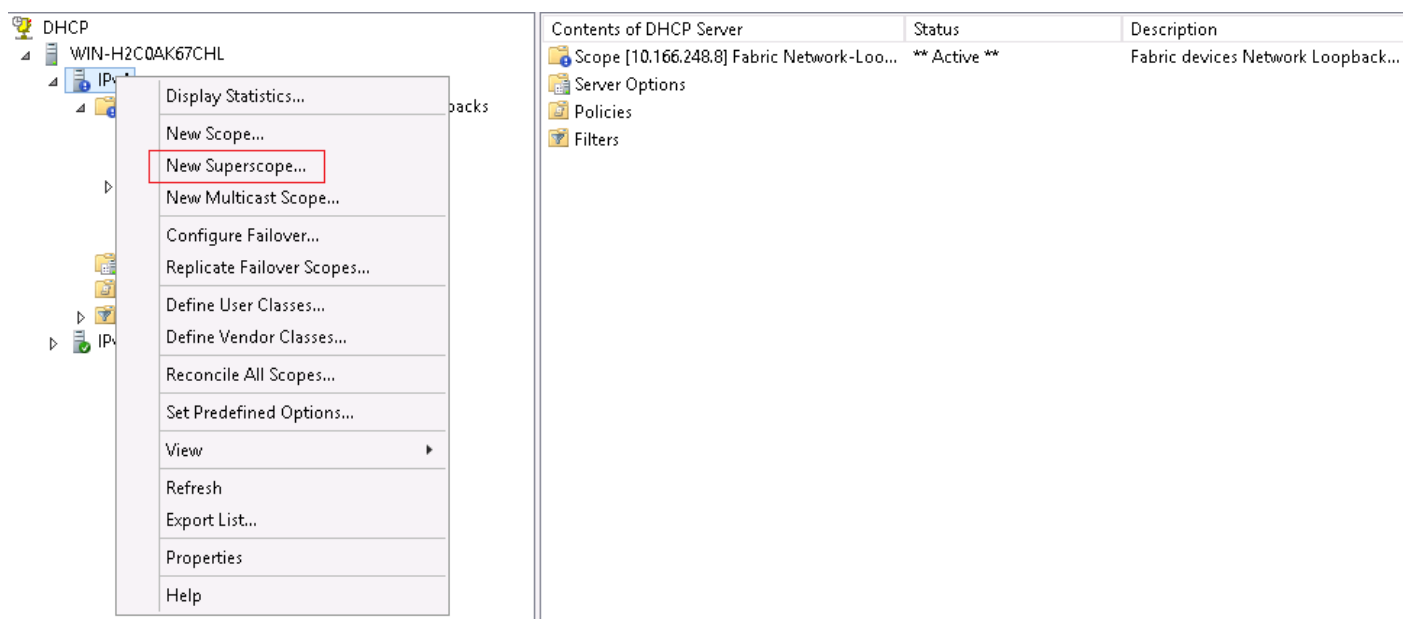 DHCP
WIN-H2C0AK67CHL
Display Statistics...
New Scope...
New Superscope...
New Multicast Scope...
Configure Failover...
Replicate Failover Scopes...
Define User Classes...
Define Vendor Classes...
Reconcile All Scopes...
Set Predefined Options...
View
Refresh
Export List...
Properties
Help
Contents of DHCP Server Status Description
Scope [10.166.248.8] Fabric Network-Loo... ** Active ** Fabric devices Network Loopback...
Server Options
Policies
Filters